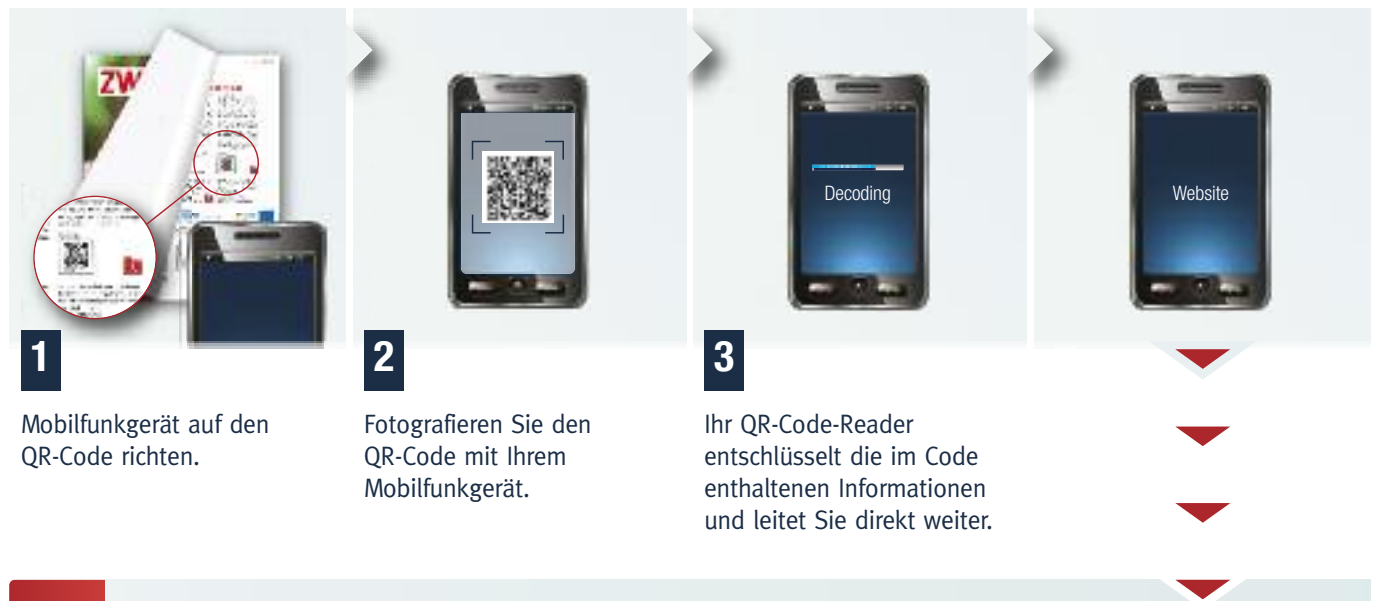 ZW
Decoding
Website
1
Mobilfunkgerät auf den
QR-Code richten.
2
Fotografieren Sie den
QR-Code mit Ihrem
Mobilfunkgerät.
3
Ihr QR-Code-Reader
entschlüsselt die im Code
enthaltenen Informationen
und leitet Sie direkt weiter.